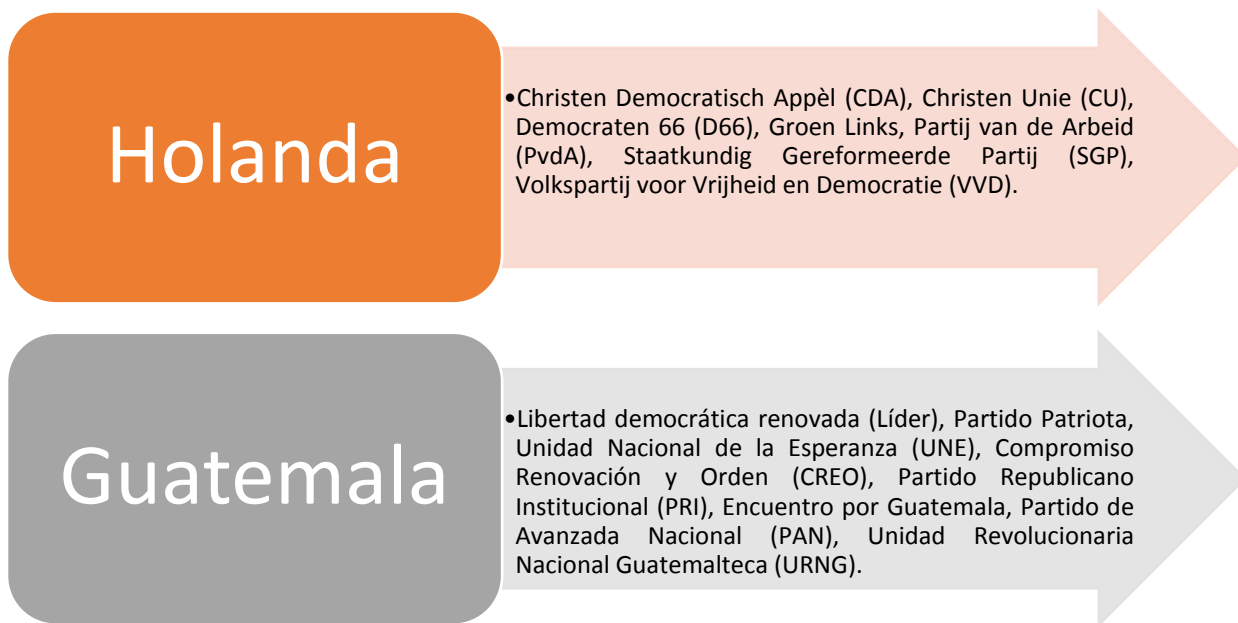 Holanda
•Christen Democratisch Appèl (CDA), Christen Unie (CU),
Democraten 66 (D66), Groen Links, Partij van de Arbeid
(PvdA), Staatkundig Gereformeerde Partij (SGP),
Volkspartij voor Vrijheid en Democratie (VVD).
Guatemala
•Libertad democrática renovada (Líder), Partido Patriota,
Unidad Nacional de la Esperanza (UNE), Compromiso
Renovación y Orden (CREO), Partido Republicano
Institucional (PRI), Encuentro por Guatemala, Partido de
Avanzada Nacional (PAN), Unidad Revolucionaria
Nacional Guatemalteca (URNG).